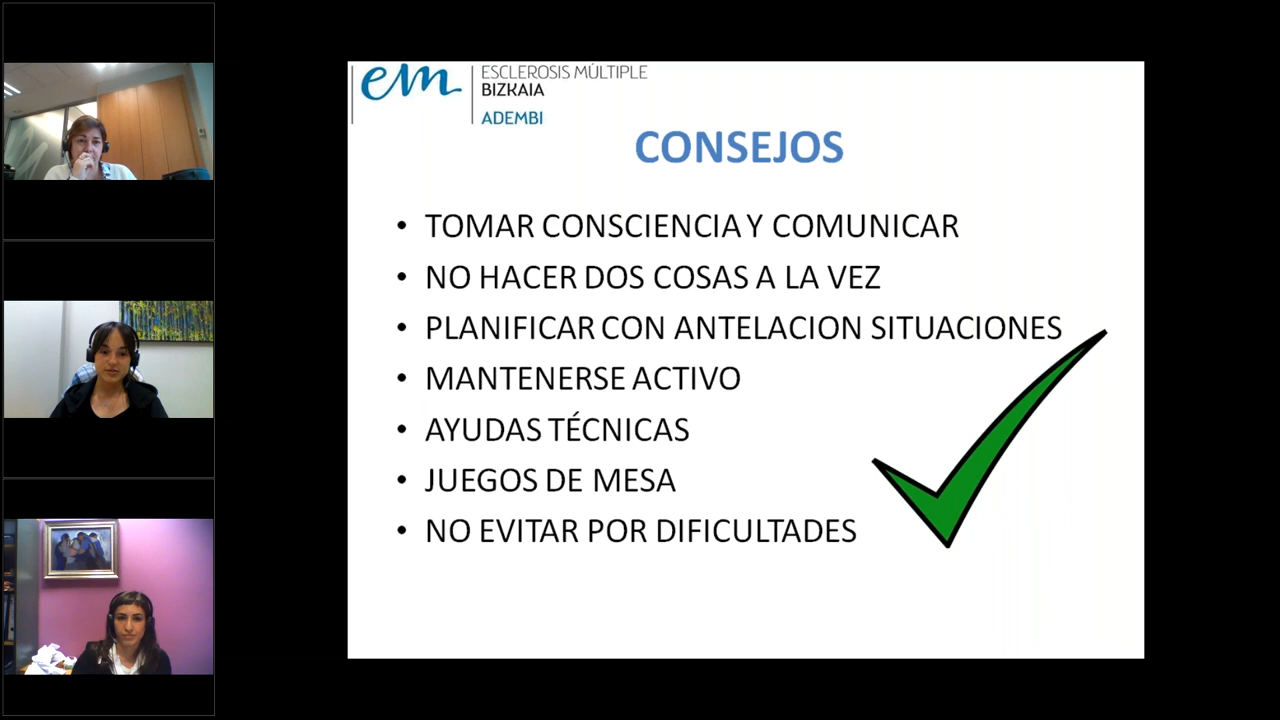 em
ESCLEROSIS MÚLTIPLE
BIZKAIA
ADEMBI
CONSEJOS
• TOMAR CONSCIENCIA Y COMUNICAR
• NO HACER DOS COSAS A LA VEZ
• PLANIFICAR CON ANTELACION SITUACIONES
• MANTENERSE ACTIVO
• AYUDAS TÉCNICAS
• JUEGOS DE MESA
• NO EVITAR POR DIFICULTADES